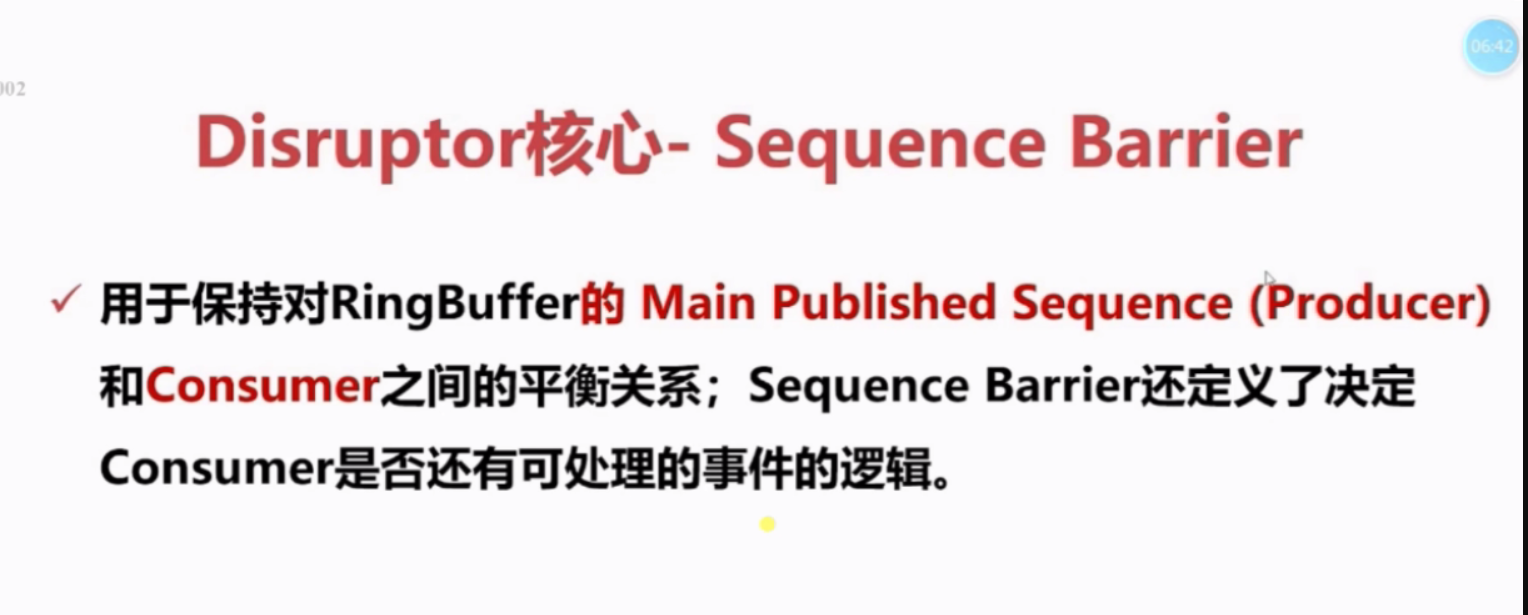 06:42
002
Disruptor核心- Sequence Barrier
✓ 用于保持对RingBuffer的 Main Published Sequence (Producer)
和Consumer之间的平衡关系；Sequence Barrier还定义了决定
Consumer是否还有可处理的事件的逻辑。